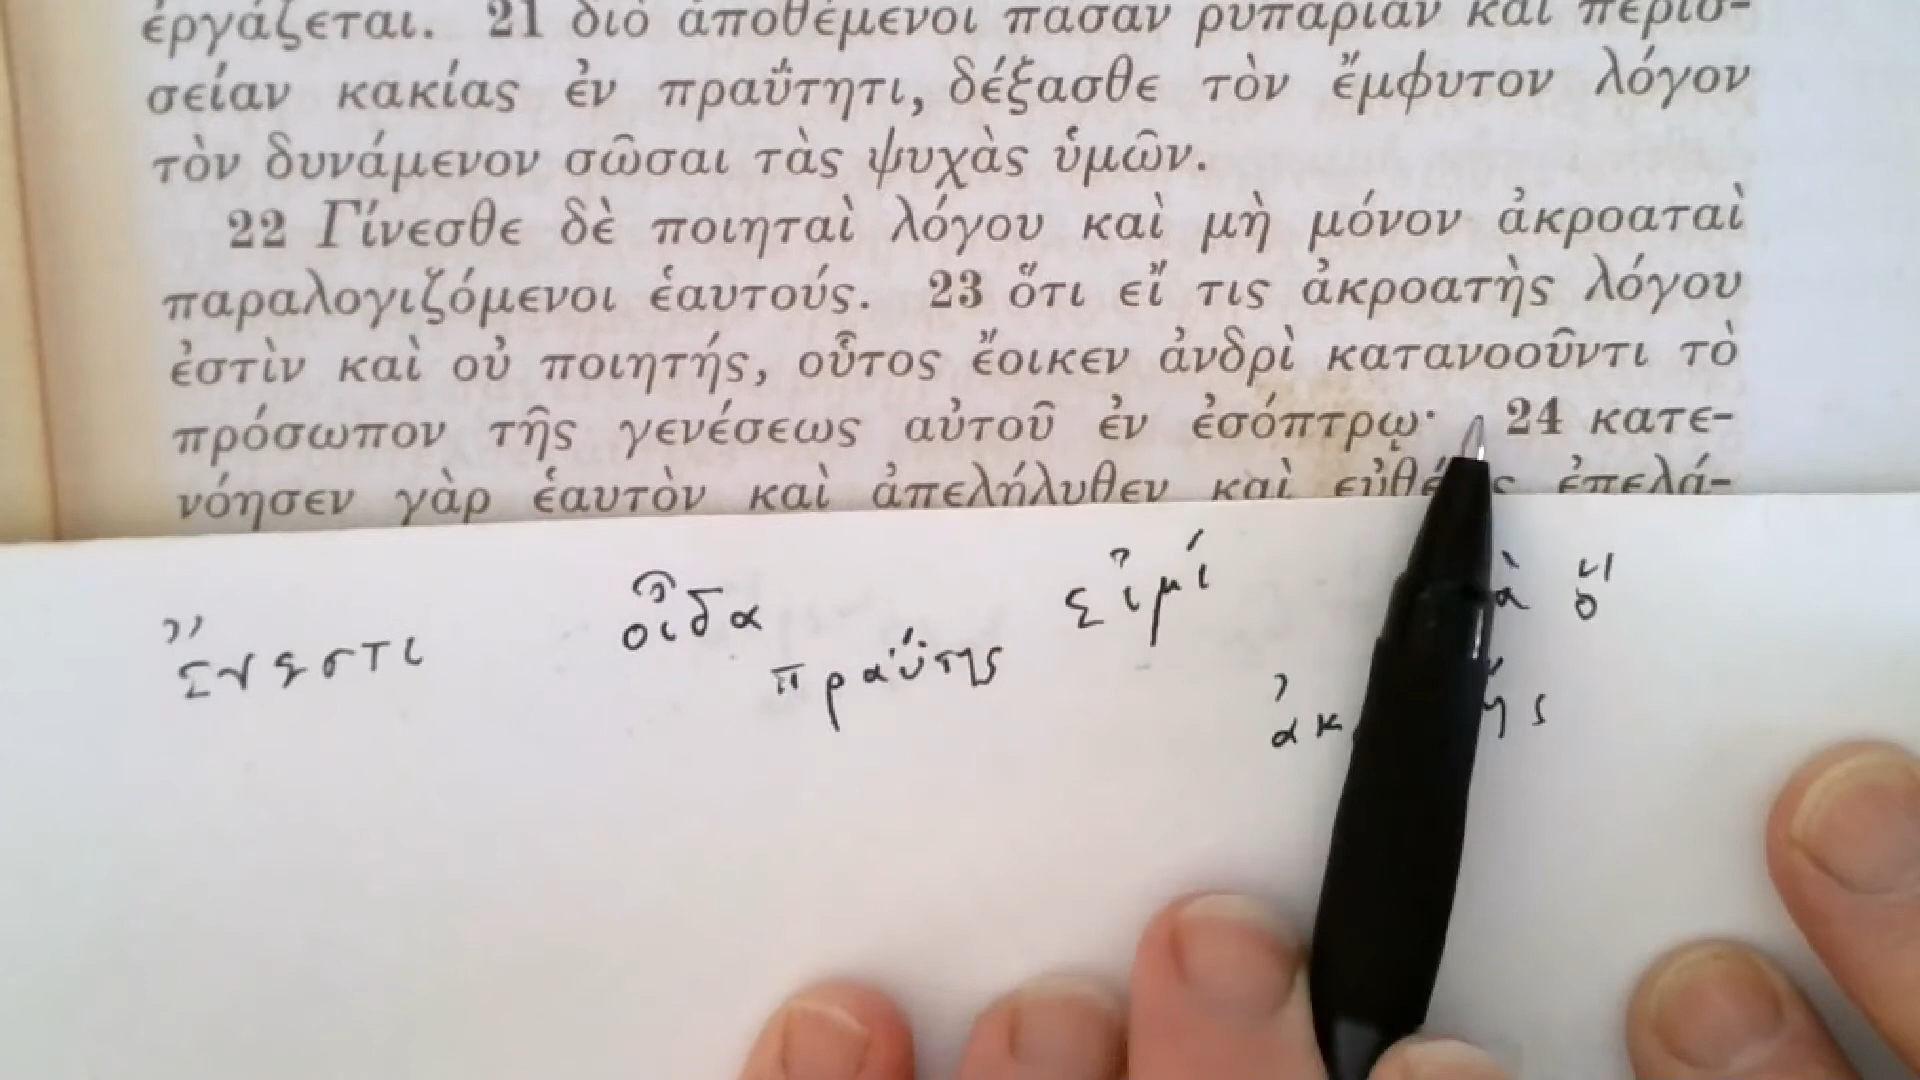 ἐργάζεται. 21 διὸ ἀποθέμενοι πᾶσαν ῥυπαρίαν καὶ περισ-
σείαν κακίας ἐν πραΰτητι, δέξασθε τὸν ἔμφυτον λόγον
τὸν δυνάμενον σῶσαι τὰς ψυχὰς ὑμῶν.
22 Γίνεσθε δὲ ποιηταὶ λόγου καὶ μὴ μόνον ἀκροαταὶ
παραλογιζόμενοι ἑαυτούς. 23 ὅτι εἴ τις ἀκροατὴς λόγου
ἐστὶν καὶ οὐ ποιητής, οὗτος ἔοικεν ἀνδρὶ κατανοοῦντι τὸ
πρόσωπον τῆς γενέσεως αὐτοῦ ἐν ἐσόπτρῳ· 24 κατε-
νόησεν γὰρ ἑαυτὸν καὶ ἀπελήλυθεν καὶ ἐπελά-
ἔνεστι οἶδα εἰμί ὅ
πραΰτης